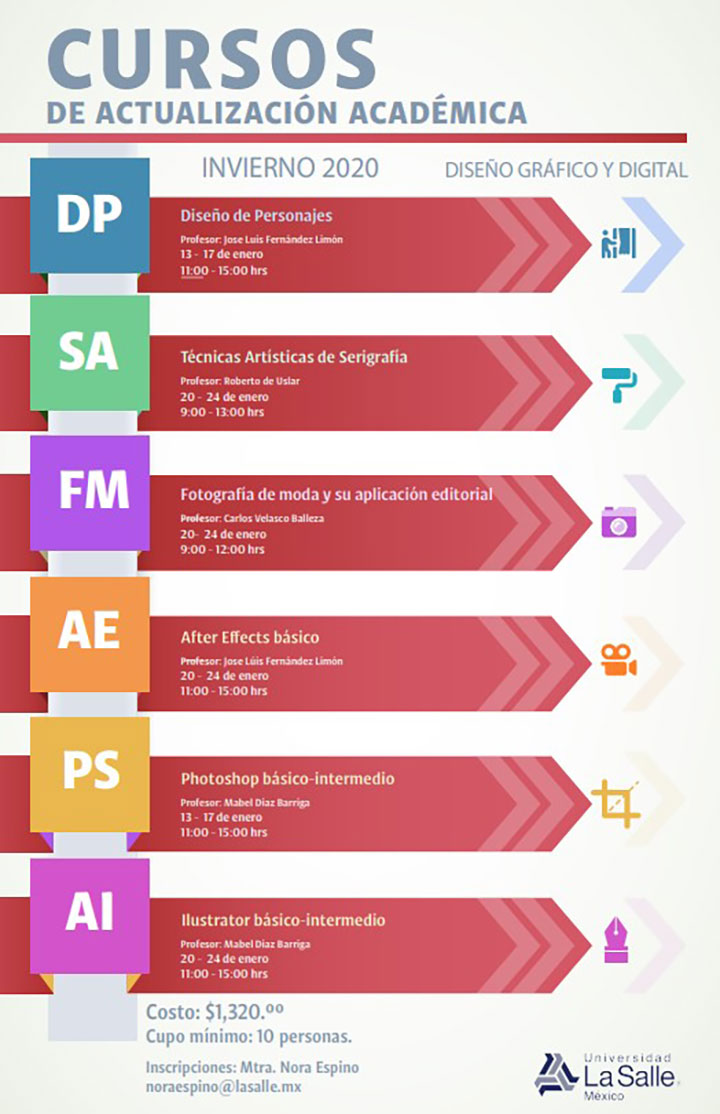 CURSOS
DE ACTUALIZACIÓN ACADÉMICA
INVIERNO 2020
DISEÑO GRÁFICO Y DIGITAL
DP
Diseño de Personajes
Profesor: Jose Luis Fernández Limón
13 - 17 de enero
11:00 - 15:00 hrs
SA
Técnicas Artísticas de Serigrafía
Profesor: Roberto de Uslar
20 - 24 de enero
9:00 - 13:00 hrs
FM
Fotografía de moda y su aplicación editorial
Profesor: Carlos Velasco Balleza
20- 24 de enero
9:00 - 12:00 hrs
AE
After Effects básico
Profesor: Jose Luis Fernández Limón
20 - 24 de enero
11:00 - 15:00 hrs
PS
Photoshop básico-intermedio
Profesor: Mabel Díaz Barriga
13 - 17 de enero
11:00 - 15:00 hrs
AI
Ilustrator básico-intermedio
Profesor: Mabel Díaz Barriga
20 - 24 de enero
11:00 - 15:00 hrs
Costo: $1,320.ºº
Cupo mínimo: 10 personas.
Inscripciones: Mtra. Nora Espino
noraespino@lasalle.mx
Universidad
La Salle
México